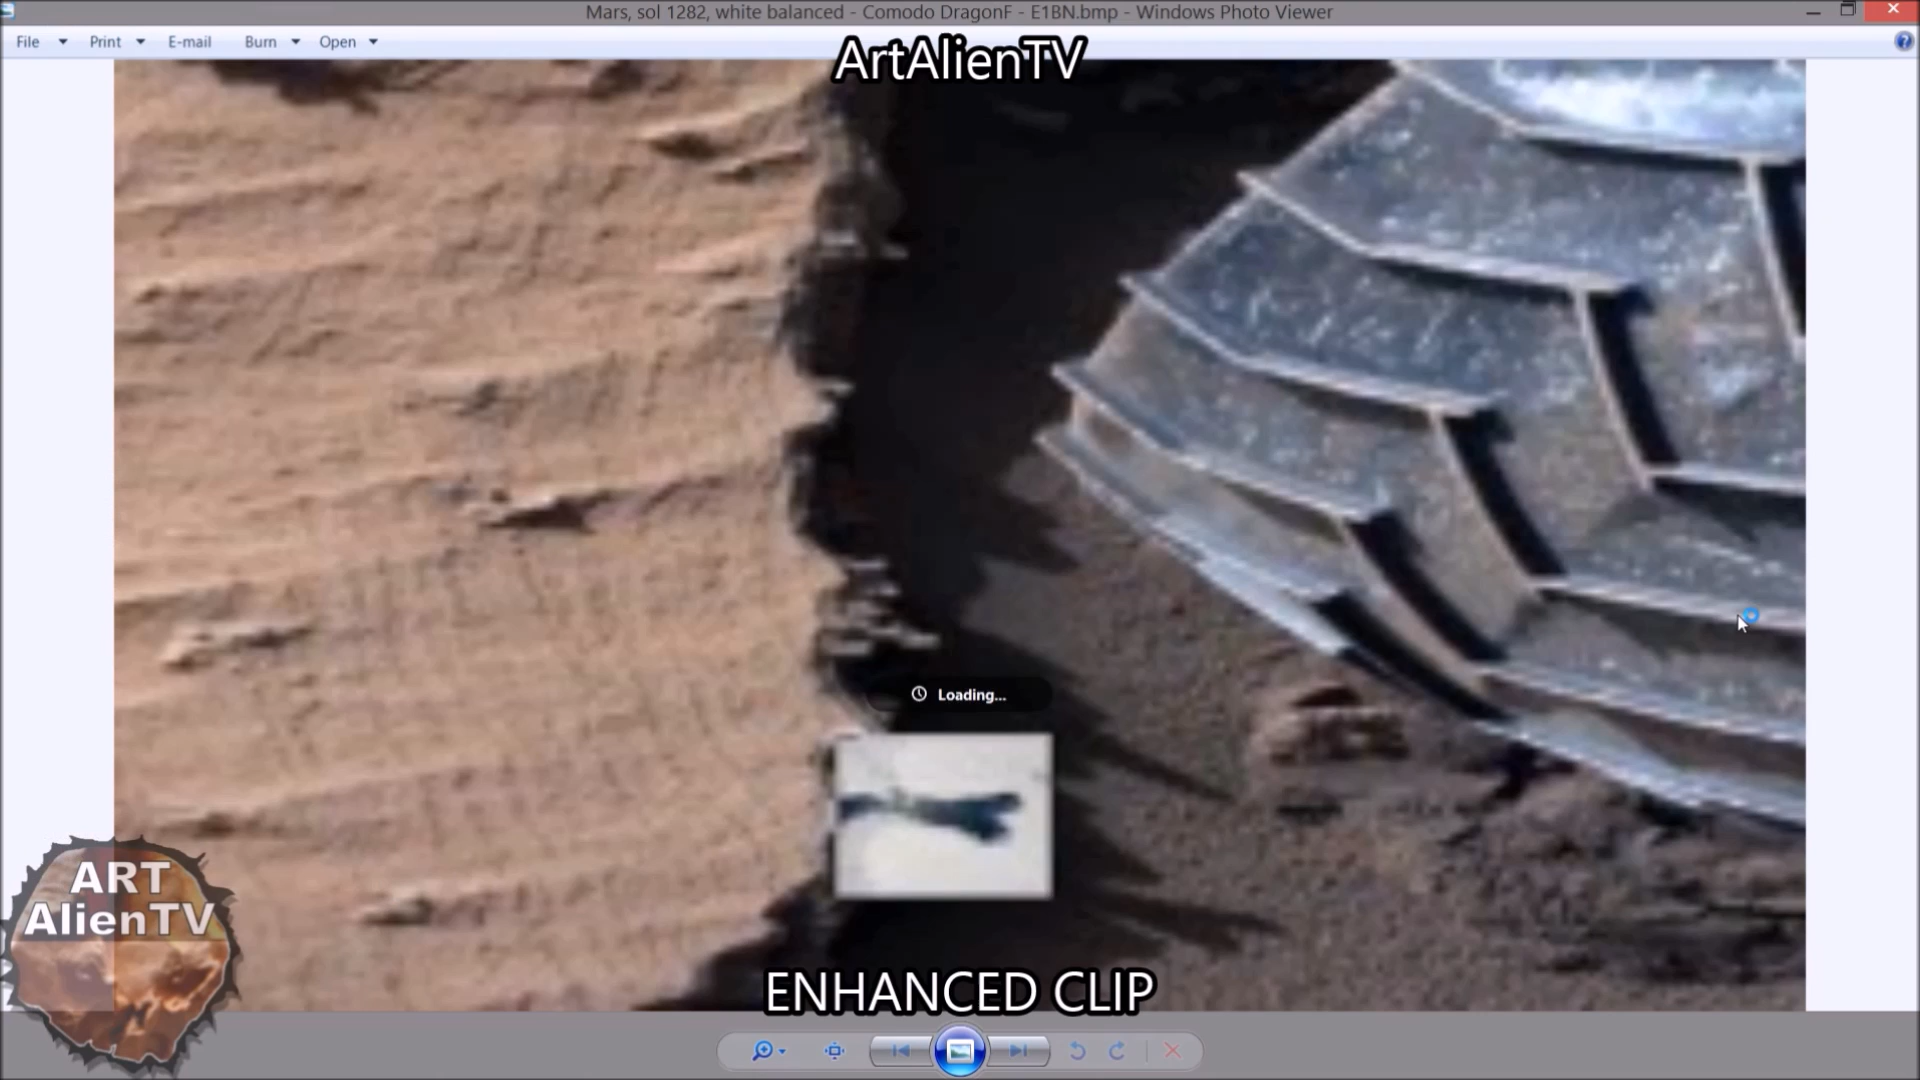 Mars, sol 1282, white balanced - Comodo DragonF - E1BN.bmp - Windows Photo Viewer
File Print E-mail Burn Open
ArtAlienTV
Loading...
ART
AlienTV
ENHANCED CLIP